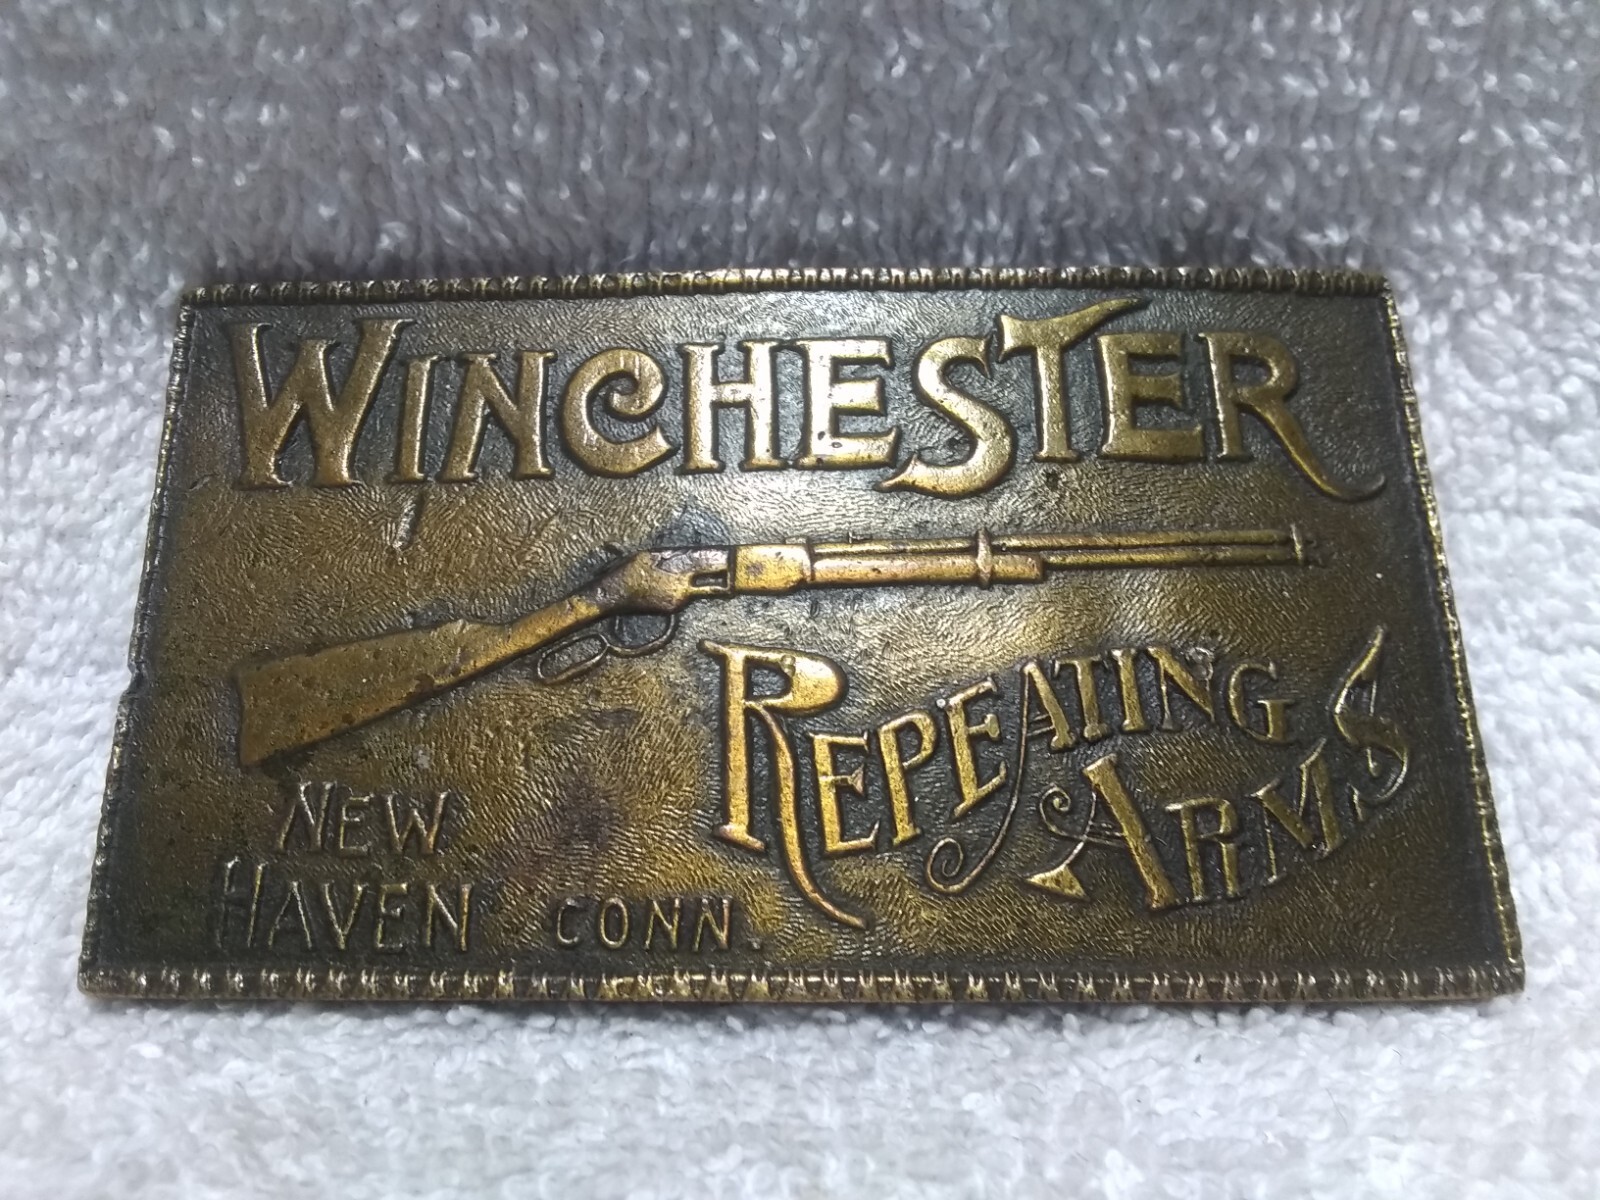 WINCHESTER
REPEATING
ARMS
NEW
HAVEN CONN.